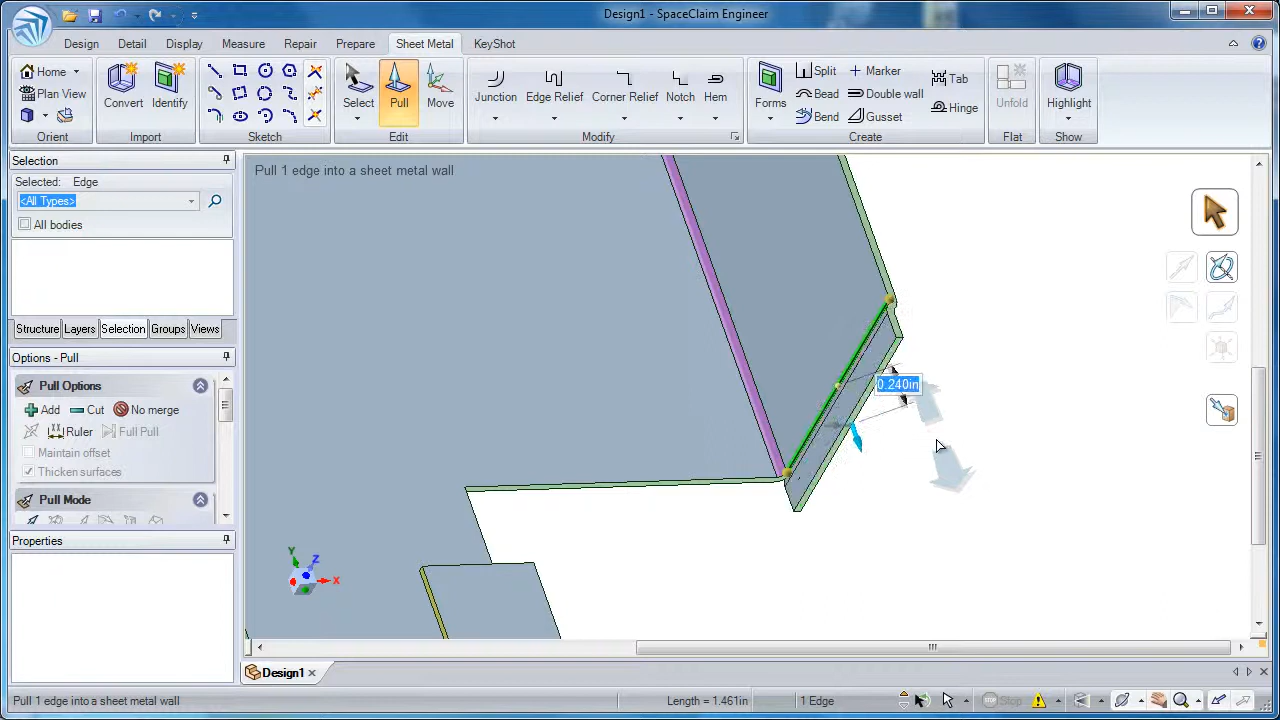 Design1 - SpaceClaim Engineer
Design Detail Display Measure Repair Prepare Sheet Metal KeyShot
Home
Plan View
Orient
Convert Identify
Import
Sketch
Select Pull Move
Edit
Junction Edge Relief Corner Relief Notch Hem
Modify
Forms
Split Marker Tab
Bead Double wall Hinge
Bend Gusset
Create
Unfold
Flat
Highlight
Show
Selection
Selected: Edge
<All Types>
All bodies
Structure Layers Selection Groups Views
Options - Pull
Pull Options
Add Cut No merge
Ruler Full Pull
Maintain offset
Thicken surfaces
Pull Mode
Properties
Pull 1 edge into a sheet metal wall
0.240in
Y
Z
X
Design1
Pull 1 edge into a sheet metal wall Length = 1.461in 1 Edge Stop